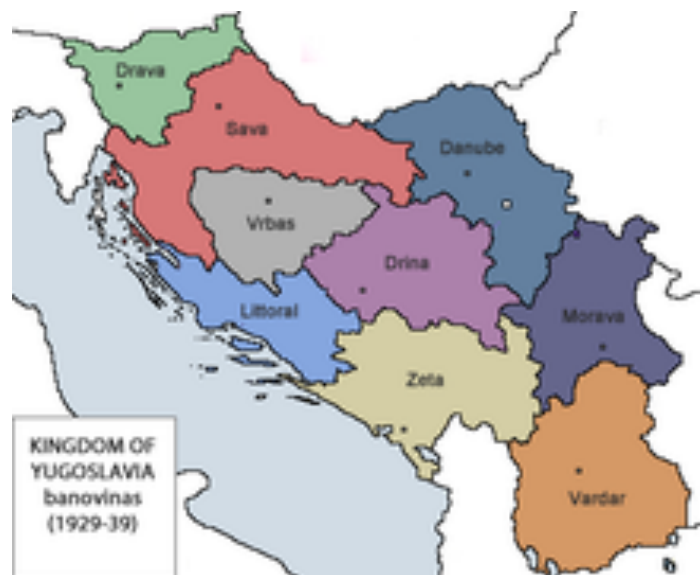 Drava
Sava
Danube
Vrbas
Drina
Littoral
Morava
Zeta
Vardar
KINGDOM OF
YUGOSLAVIA
banovinas
(1929-39)